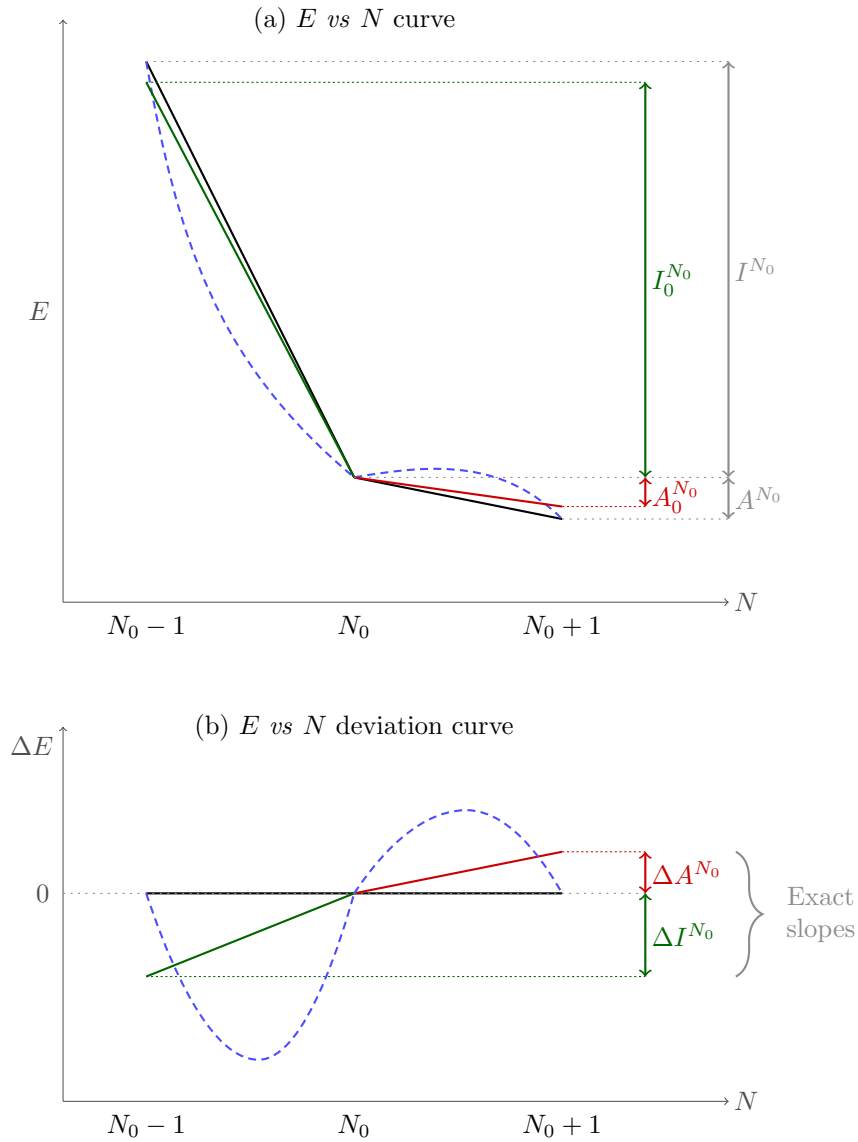 (a) E vs N curve
E
I_0^{N_0}
I^{N_0}
A_0^{N_0}
A^{N_0}
N
N_0 − 1
N_0
N_0 + 1
(b) E vs N deviation curve
ΔE
0
ΔA^{N_0}
ΔI^{N_0}
Exact
slopes
N
N_0 − 1
N_0
N_0 + 1